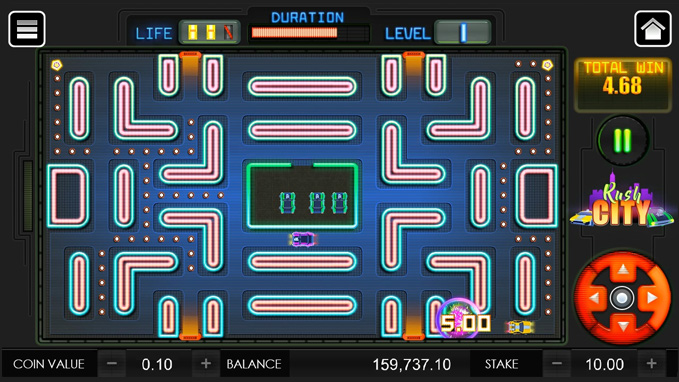 DURATION
LIFE
LEVEL 1
TOTAL WIN
4.68
Rush
CITY
5.00
COIN VALUE - 0.10 + BALANCE 159,737.10 STAKE - 10.00 +